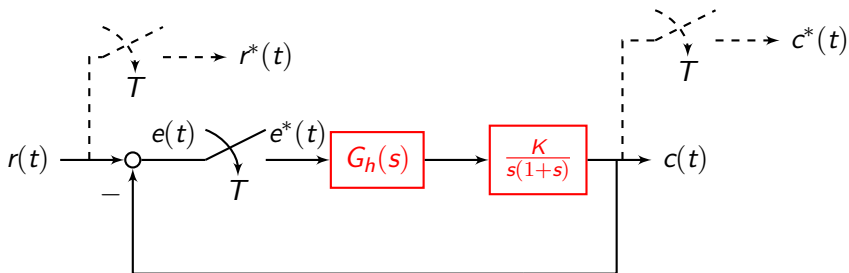 T
r*(t)
T
c*(t)
r(t)
e(t)
T
e*(t)
G_h(s)
K/s(1+s)
c(t)
−